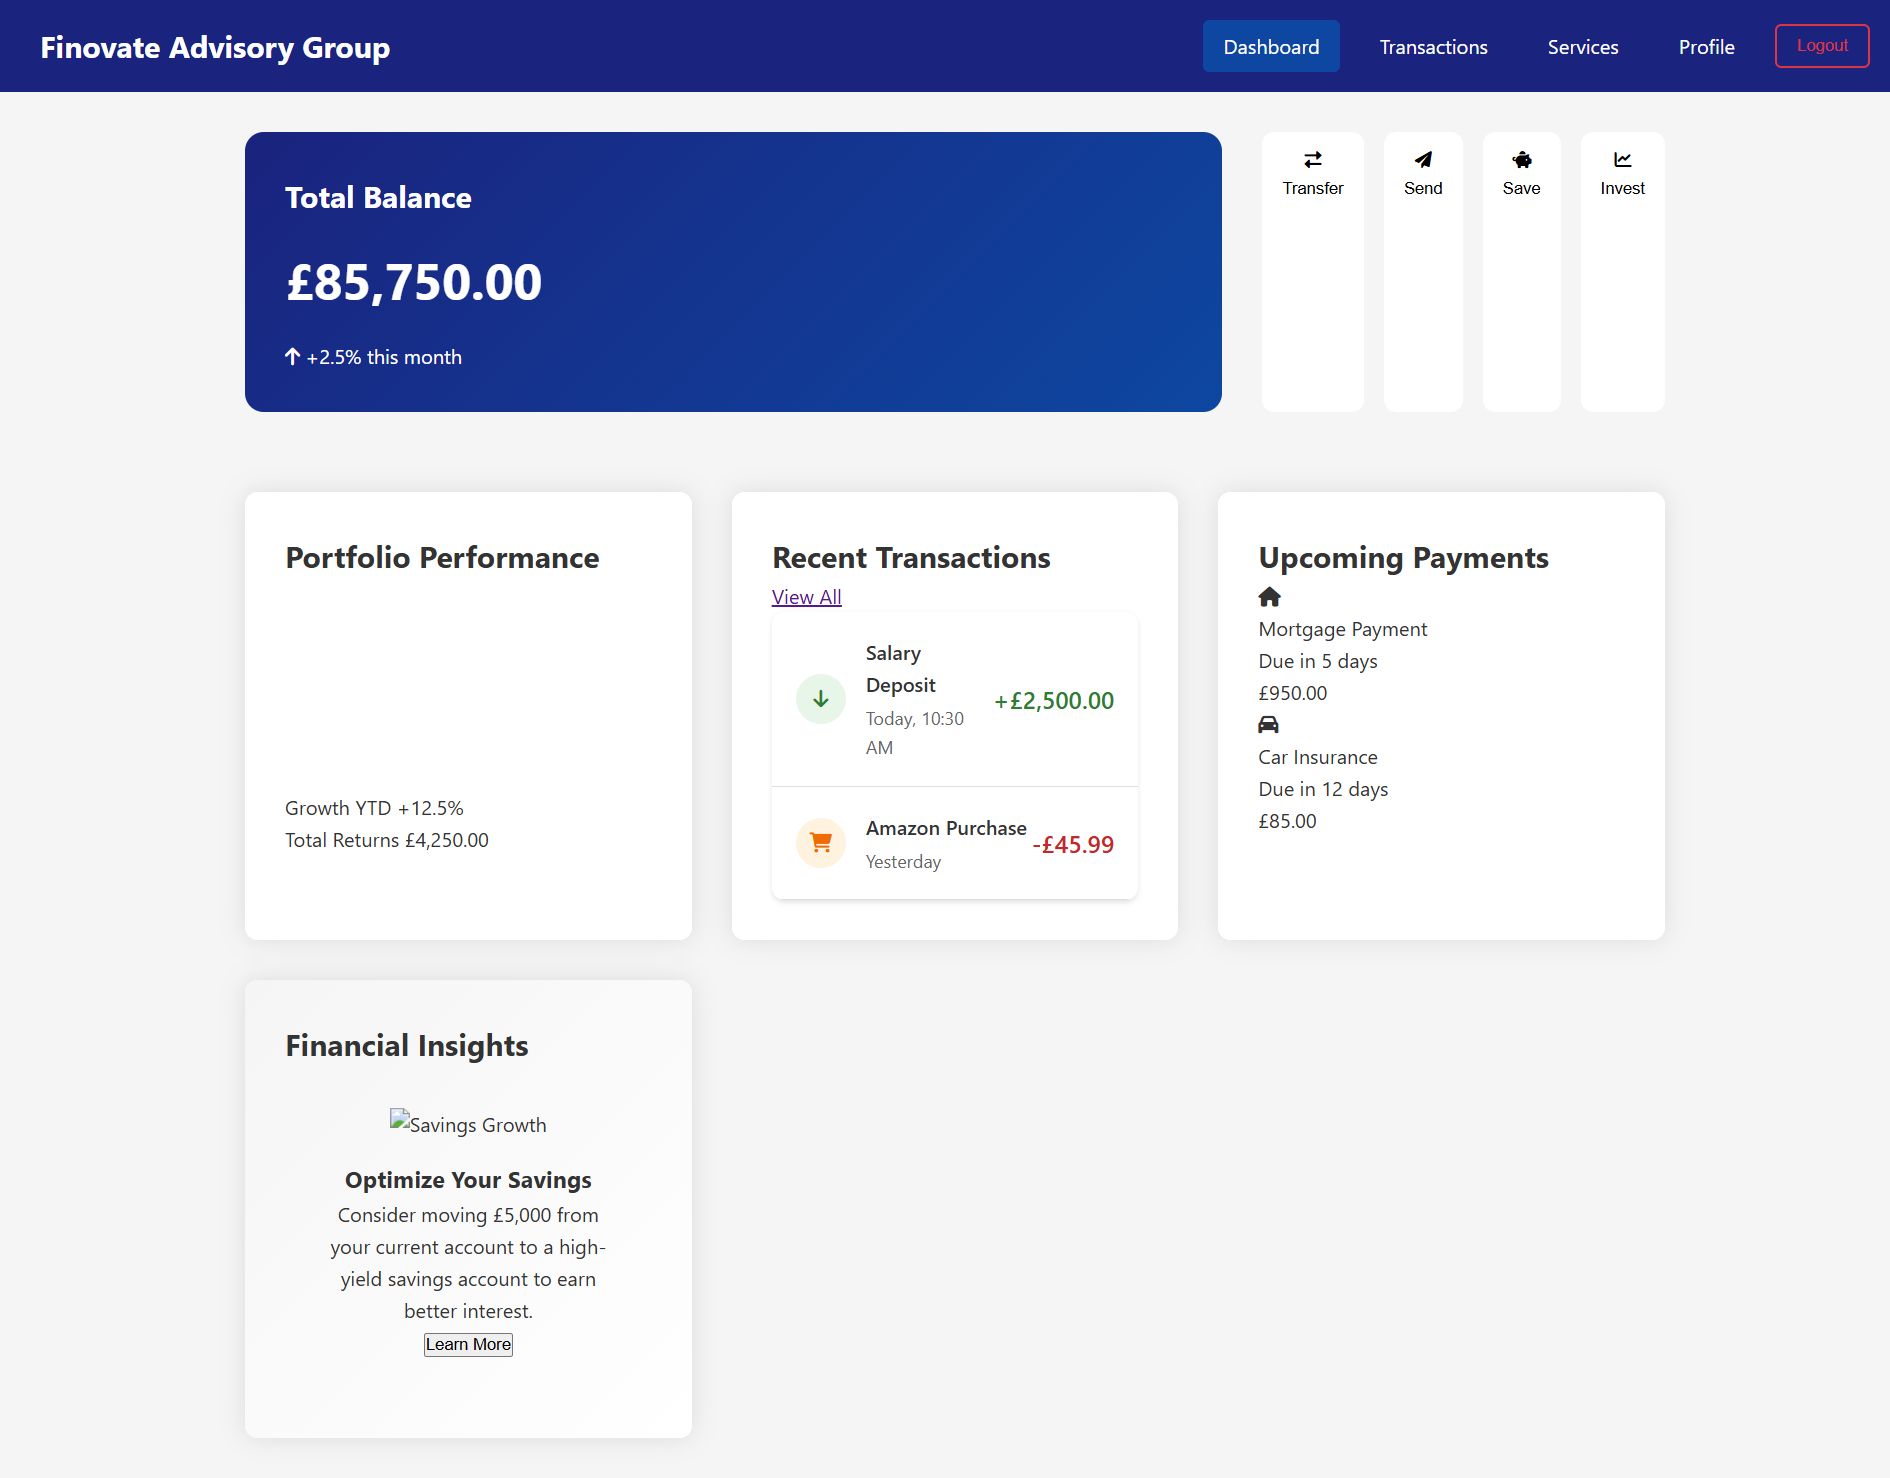 Finovate Advisory Group
Dashboard
Transactions
Services
Profile
Logout
Total Balance
£85,750.00
+2.5% this month
Transfer
Send
Save
Invest
Portfolio Performance
Growth YTD +12.5%
Total Returns £4,250.00
Recent Transactions
View All
Salary
Deposit
Today, 10:30
AM
+£2,500.00
Amazon Purchase
Yesterday
-£45.99
Upcoming Payments
Mortgage Payment
Due in 5 days
£950.00
Car Insurance
Due in 12 days
£85.00
Financial Insights
Savings Growth
Optimize Your Savings
Consider moving £5,000 from
your current account to a high-
yield savings account to earn
better interest.
Learn More